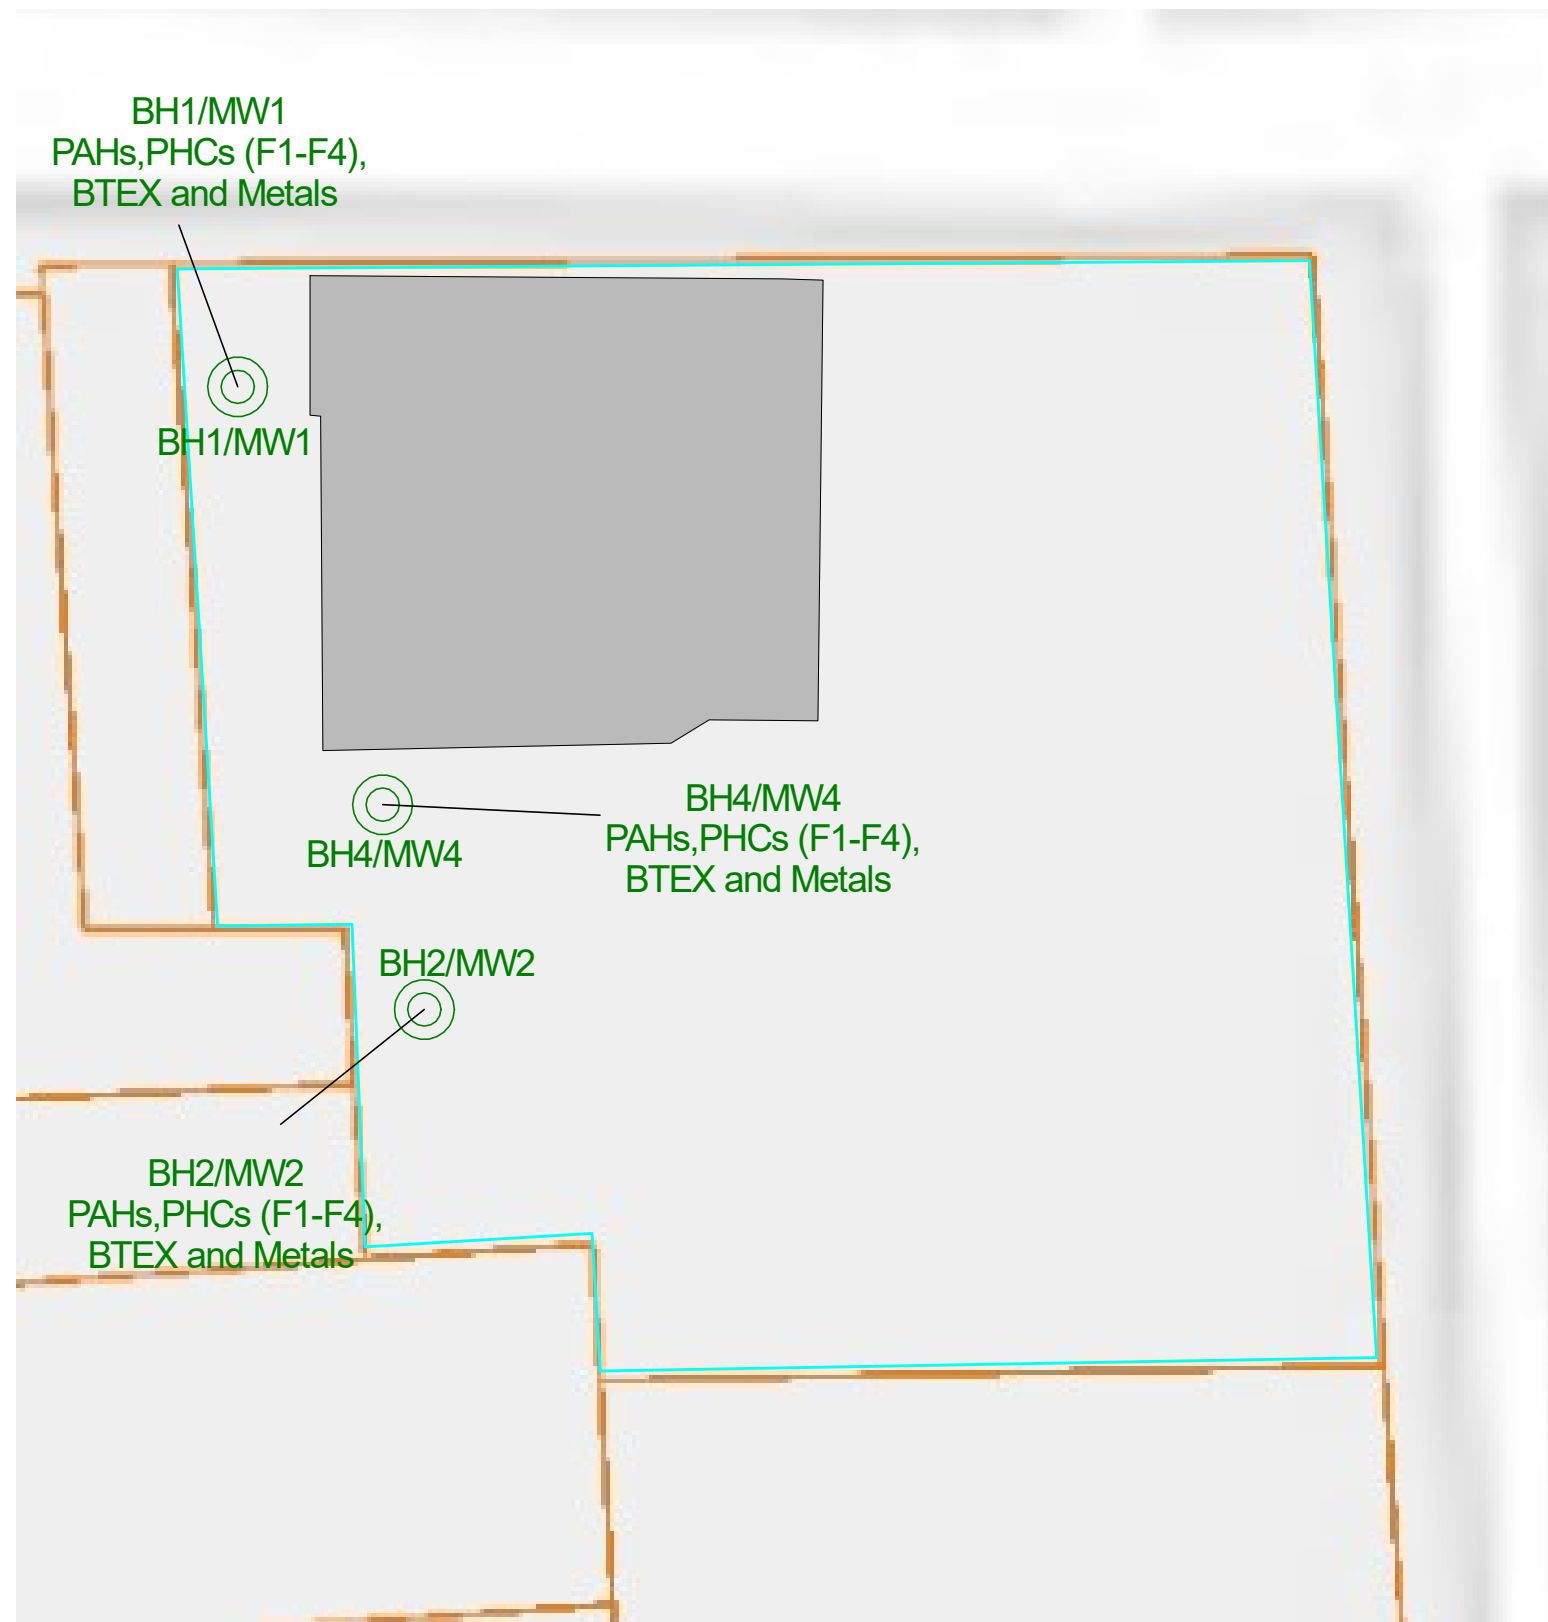 BH1/MW1
PAHs,PHCs (F1-F4),
BTEX and Metals
BH1/MW1
BH4/MW4
PAHs,PHCs (F1-F4),
BTEX and Metals
BH4/MW4
BH2/MW2
BH2/MW2
PAHs,PHCs (F1-F4),
BTEX and Metals